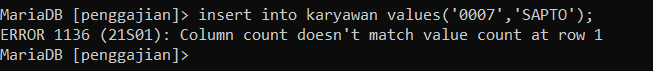 MariaDB [penggajian]> insert into karyawan values('0007','SAPTO');
ERROR 1136 (21S01): Column count doesn't match value count at row 1
MariaDB [penggajian]>